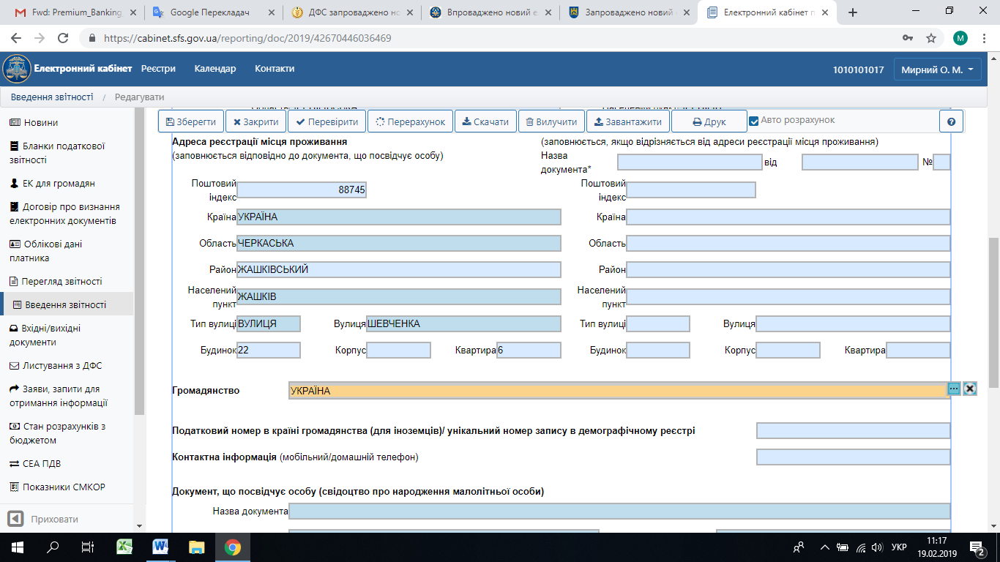 Fwd: Premium_Banking
Google Перекладач
ДФС запроваджено но
Впроваджено новий е
Запроваджено новий
Електронний кабінет п
https://cabinet.sfs.gov.ua/reporting/doc/2019/42670446036469
M
Електронний кабінет Реєстри Календар Контакти
1010101017 Мирний О. М.
Введення звітності / Редагувати
Зберегти Закрити Перевірити Перерахунок Скачати Вилучити Завантажити Друк Авто розрахунок ?
Новини
Бланки податкової
звітності
ЕК для громадян
Договір про визнання
електронних документів
Облікові дані
платника
Перегляд звітності
Введення звітності
Вхідні/вихідні
документи
Листування з ДФС
Заяви, запити для
отримання інформації
Стан розрахунків з
бюджетом
СЕА ПДВ
Показники СМКОР
Приховати
Адреса реєстрації місця проживання
(заповнюється відповідно до документа, що посвідчує особу)
(заповнюється, якщо відрізняється від адреси реєстрації місця проживання)
Назва
документа* від №
Поштовий
індекс 88745
Поштовий
індекс
Країна УКРАЇНА Країна
Область ЧЕРКАСЬКА Область
Район ЖАШКІВСЬКИЙ Район
Населений
пункт ЖАШКІВ
Населений
пункт
Тип вулиці ВУЛИЦЯ Вулиця ШЕВЧЕНКА Тип вулиці Вулиця
Будинок 22 Корпус Квартира 6 Будинок Корпус Квартира
Громадянство УКРАЇНА
Податковий номер в країні громадянства (для іноземців)/ унікальний номер запису в демографічному реєстрі
Контактна інформація (мобільний/домашній телефон)
Документ, що посвідчує особу (свідоцтво про народження малолітньої особи)
Назва документа
УКР
11:17
19.02.2019
2